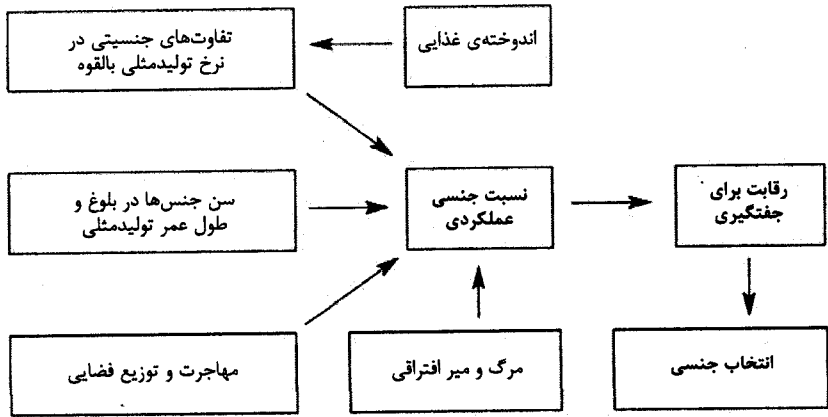 اندوخته‌ی غذایی
تفاوت‌های جنسیتی در
نرخ تولیدمثلی بالقوه
رقابت برای
جفتگیری
نسبت جنسی
عملکردی
سن جنس‌ها در بلوغ و
طول عمر تولیدمثلی
انتخاب جنسی
مرگ و میر افتراقی
مهاجرت و توزیع فضایی